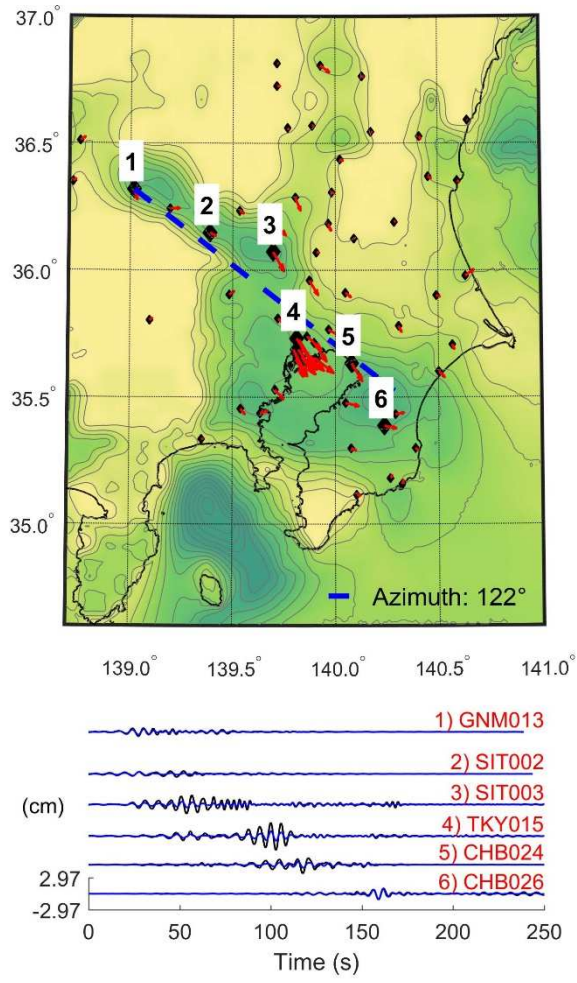 37.0°
36.5°
36.0°
35.5°
35.0°
1
2
3
4
5
6
Azimuth: 122°
139.0° 139.5° 140.0° 140.5° 141.0°
1) GNM013
2) SIT002
3) SIT003
4) TKY015
5) CHB024
6) CHB026
(cm)
2.97
-2.97
0 50 100 150 200 250
Time (s)